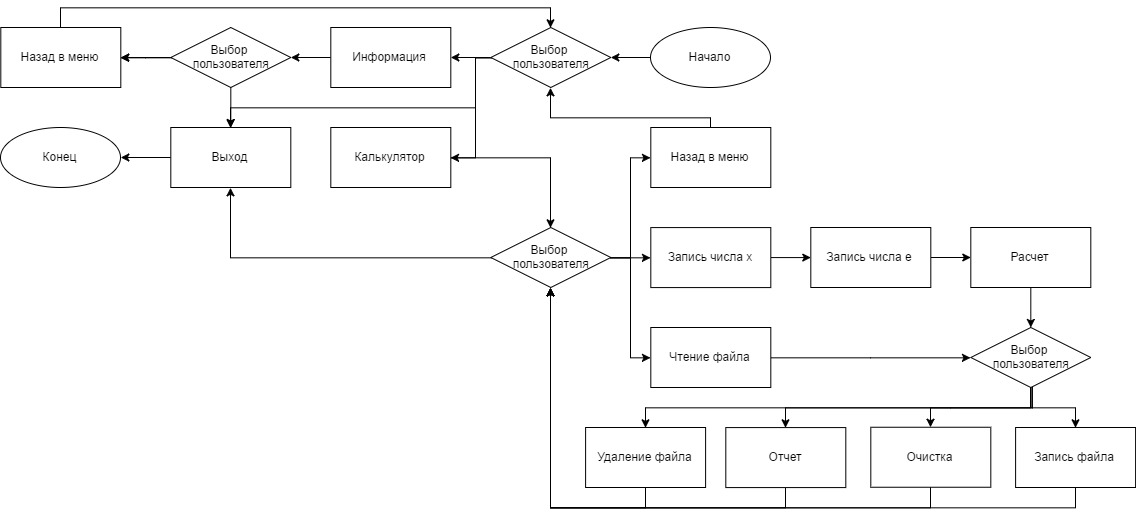 Назад в меню
Выбор
пользователя
Информация
Выбор
пользователя
Начало
Конец
Выход
Калькулятор
Назад в меню
Выбор
пользователя
Запись числа x
Запись числа e
Расчет
Чтение файла
Выбор
пользователя
Удаление файла
Отчет
Очистка
Запись файла